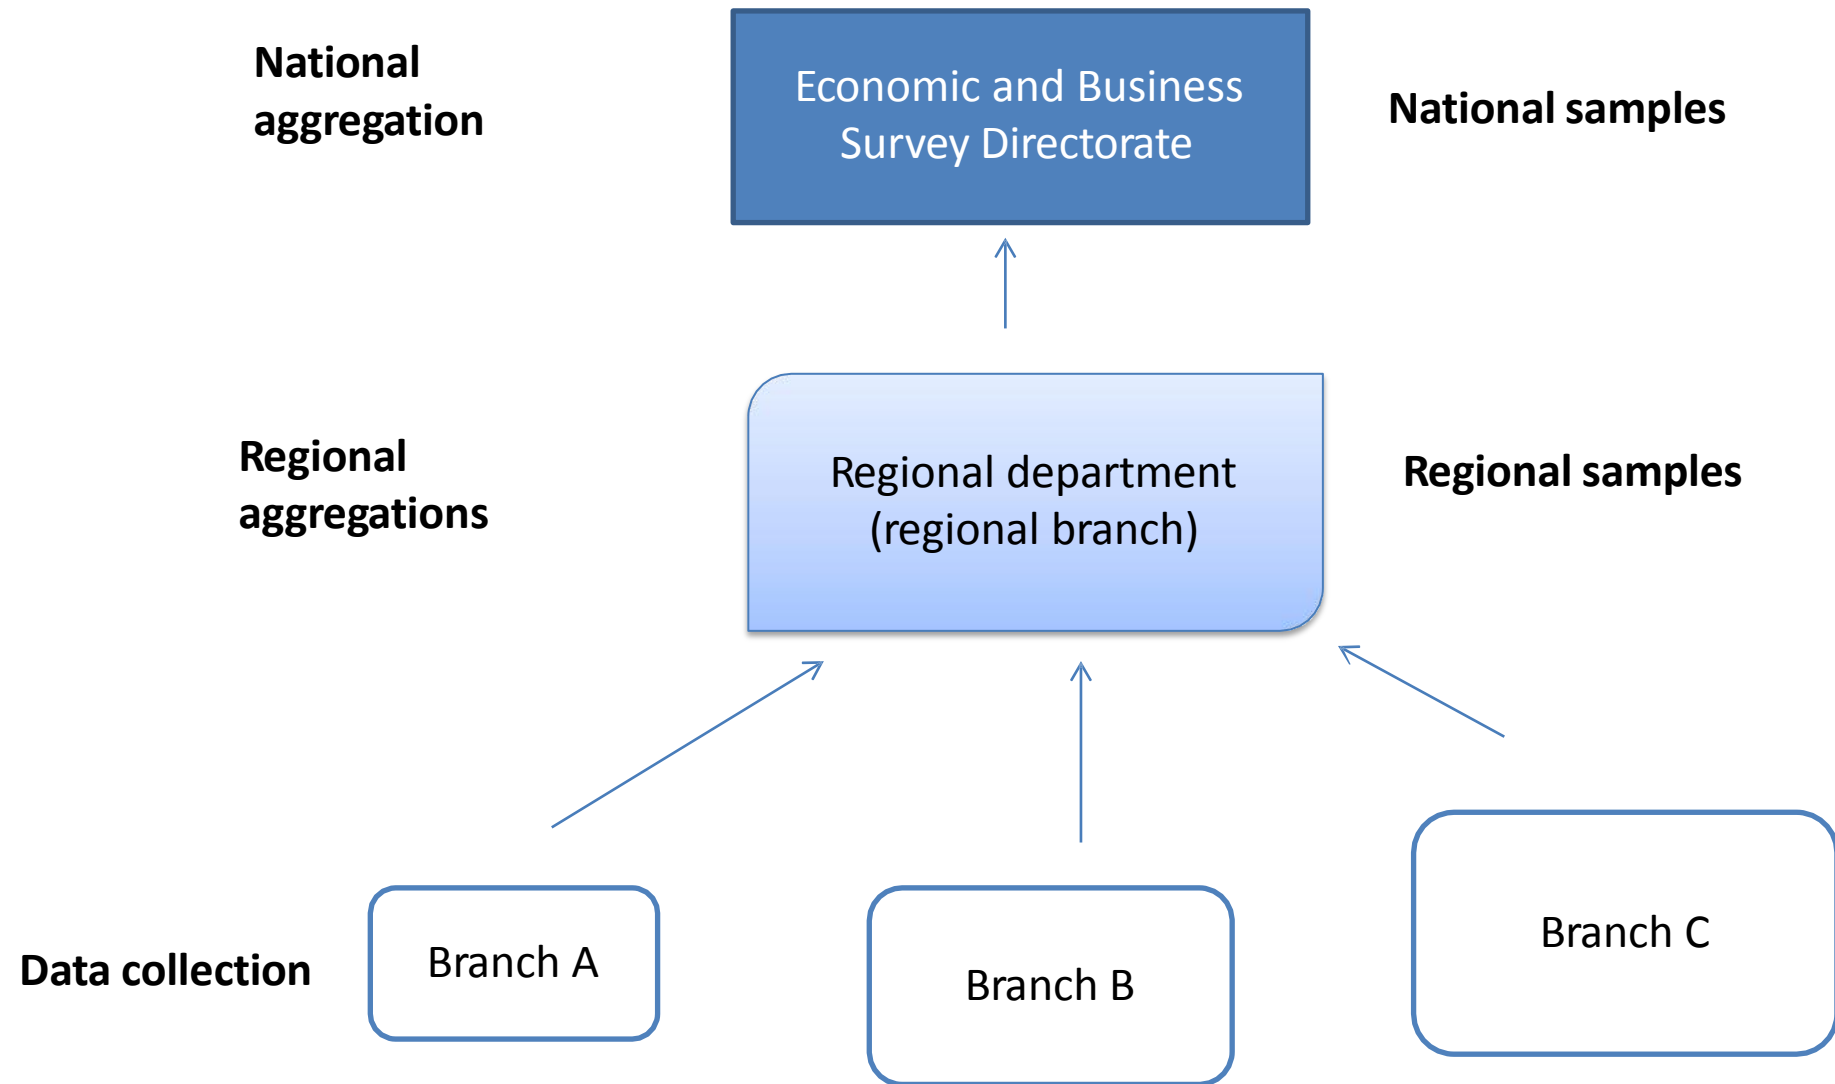 National
aggregation
Economic and Business
Survey Directorate
National samples
Regional
aggregations
Regional department
(regional branch)
Regional samples
Data collection
Branch A
Branch B
Branch C